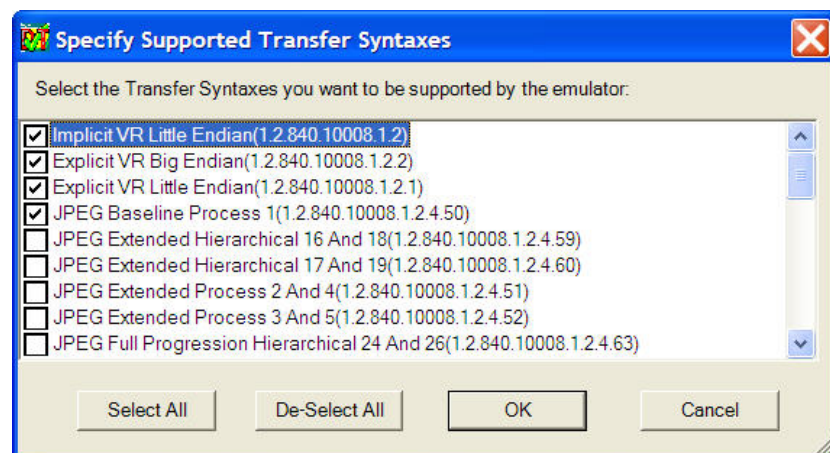 Specify Supported Transfer Syntaxes
Select the Transfer Syntaxes you want to be supported by the emulator:
Implicit VR Little Endian(1.2.840.10008.1.2)
Explicit VR Big Endian(1.2.840.10008.1.2.2)
Explicit VR Little Endian(1.2.840.10008.1.2.1)
JPEG Baseline Process 1(1.2.840.10008.1.2.4.50)
JPEG Extended Hierarchical 16 And 18(1.2.840.10008.1.2.4.59)
JPEG Extended Hierarchical 17 And 19(1.2.840.10008.1.2.4.60)
JPEG Extended Process 2 And 4(1.2.840.10008.1.2.4.51)
JPEG Extended Process 3 And 5(1.2.840.10008.1.2.4.52)
JPEG Full Progression Hierarchical 24 And 26(1.2.840.10008.1.2.4.63)
Select All De-Select All OK Cancel